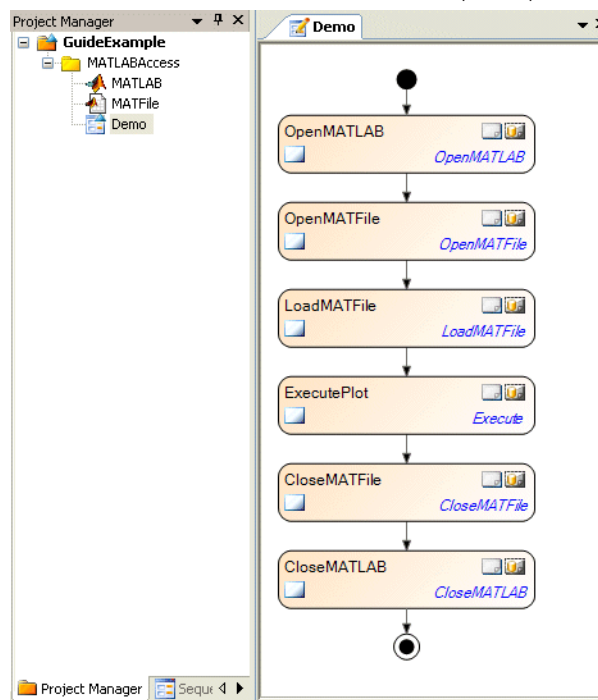 Project Manager
GuideExample
MATLABAccess
MATLAB
MATFile
Demo
Demo
OpenMATLAB
OpenMATLAB
OpenMATFile
OpenMATFile
LoadMATFile
LoadMATFile
ExecutePlot
Execute
CloseMATFile
CloseMATFile
CloseMATLAB
CloseMATLAB
Project Manager
Seque